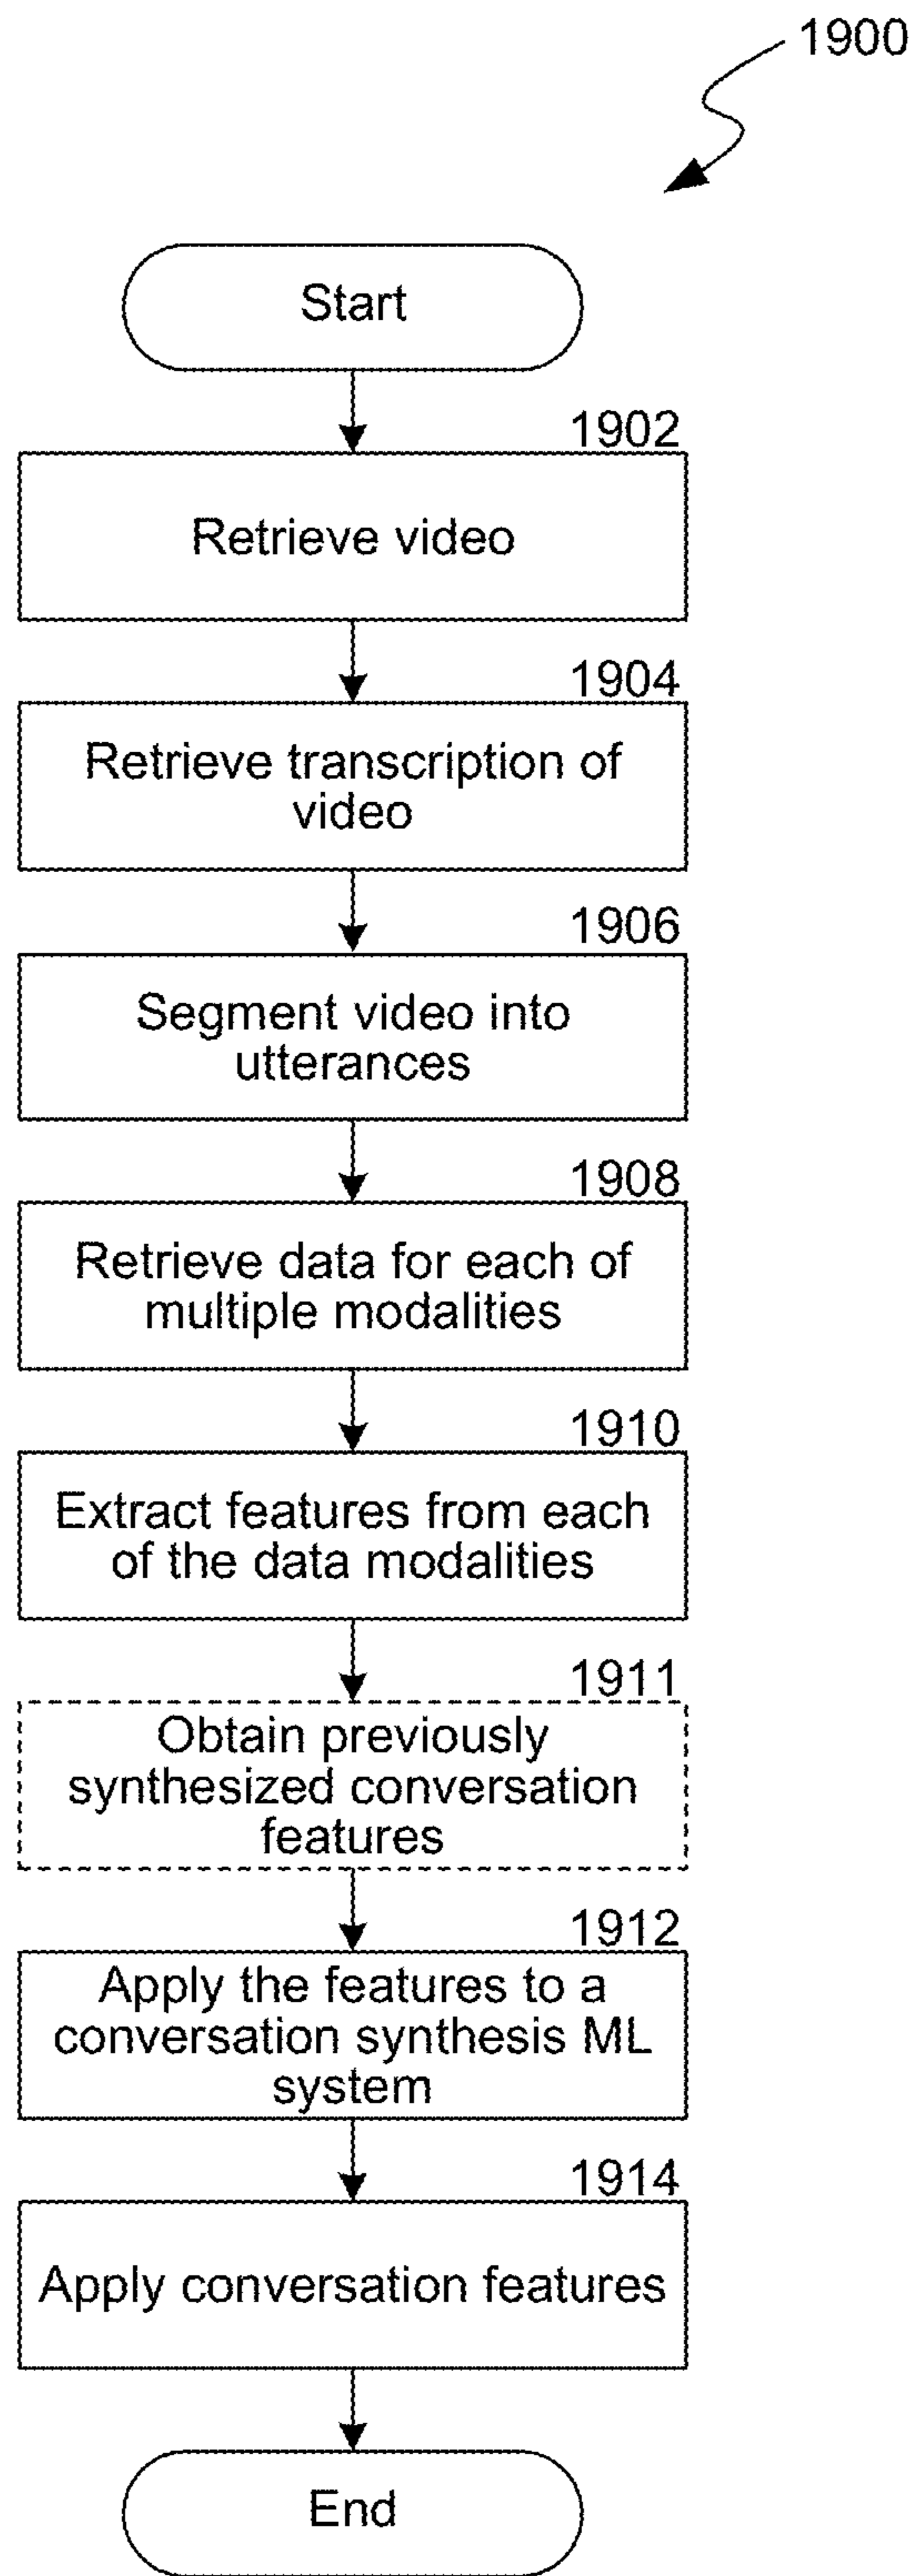 1900
Start
1902
Retrieve video
1904
Retrieve transcription of
video
1906
Segment video into
utterances
1908
Retrieve data for each of
multiple modalities
1910
Extract features from each
of the data modalities
1911
Obtain previously
synthesized conversation
features
1912
Apply the features to a
conversation synthesis ML
system
1914
Apply conversation features
End